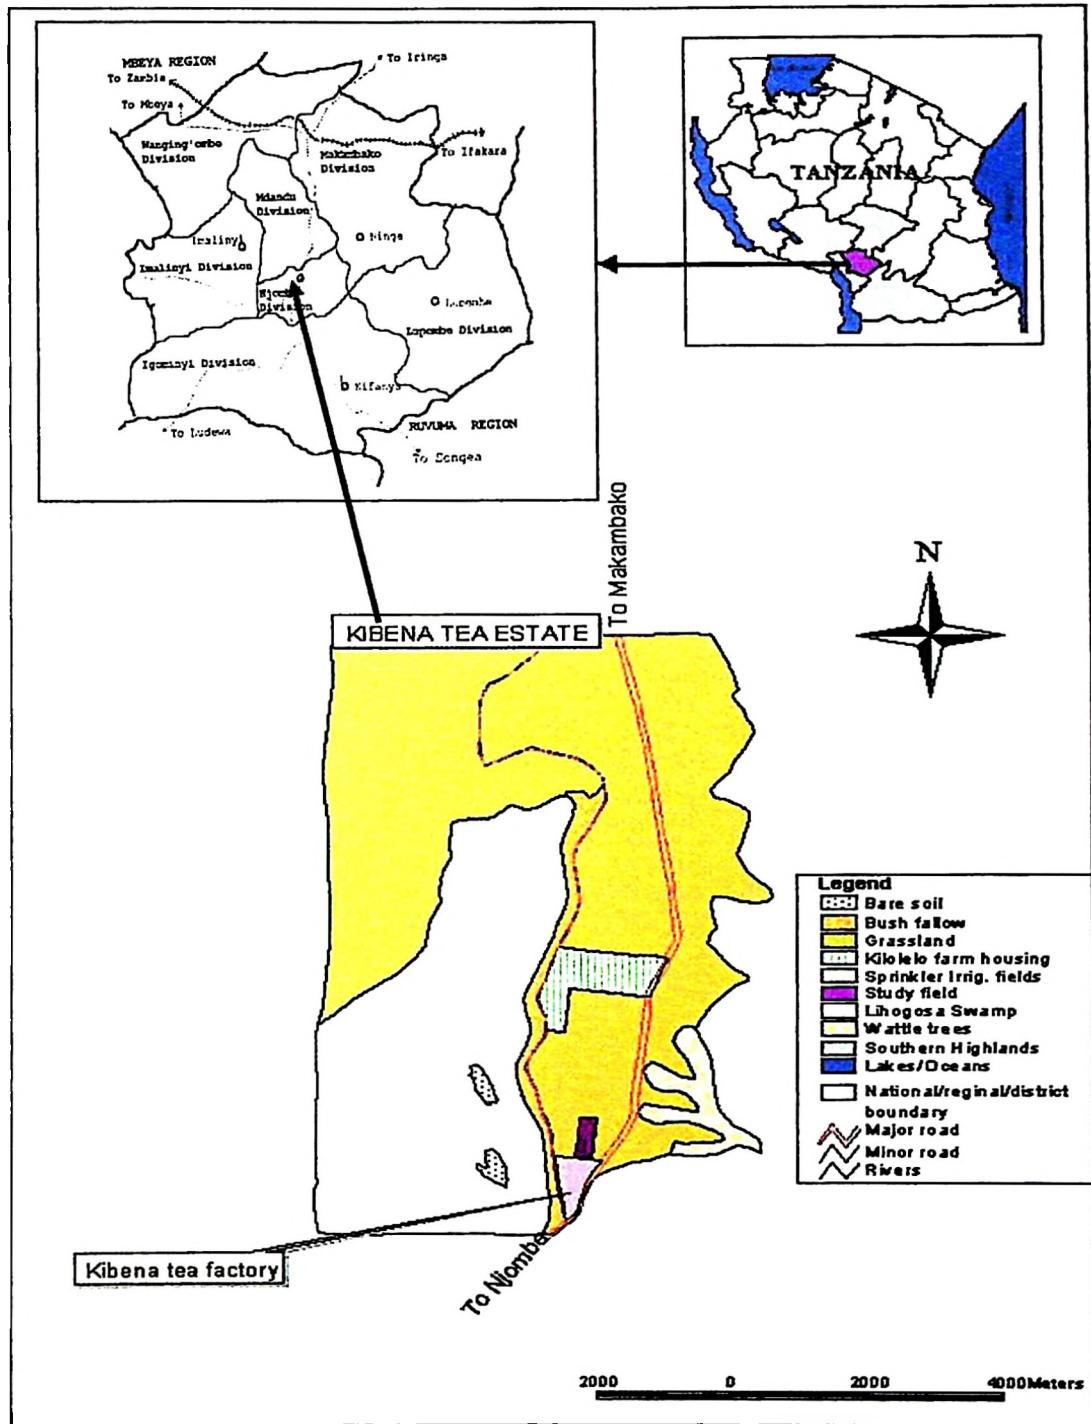 MBEYA REGION
To Iringa
To Zambia
To Mbeya
Wanging'ombe
Division
Makambako
Division
To Ifakara
Mdandu
Division
Imalinyi
Imalinyi Division
Njombe
Division
Lupembe Division
Igominyi Division
Kifanya
To Ludewa
RUVUMA REGION
To Songea
TANZANIA
To Makambako
N
KIBENA TEA ESTATE
Legend
Bare soil
Bush fallow
Grassland
Kilolelo farm housing
Sprinkler Irrig. fields
Study field
Lihogosa Swamp
Wattle trees
Southern Highlands
Lakes/Oceans
National/reginal/district
boundary
Major road
Minor road
Rivers
Kibena tea factory
To Njombe
2000 0 2000 4000Meters